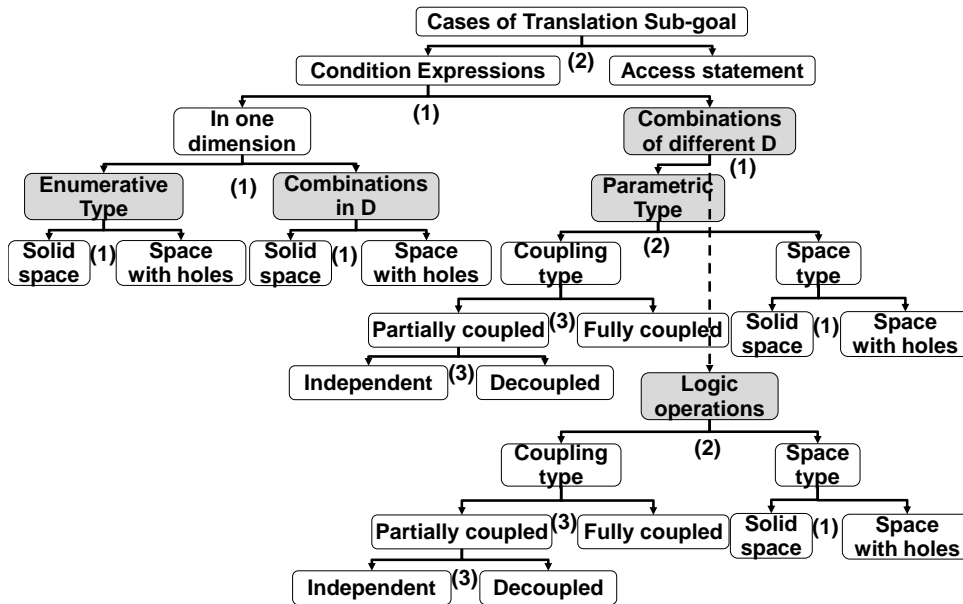 Cases of Translation Sub-goal
(2)
Condition Expressions
Access statement
(1)
In one
dimension
Combinations
of different D
(1)
(1)
Enumerative
Type
Combinations
in D
Parametric
Type
(1)
(1)
(2)
Solid
space
Space
with holes
Solid
space
Space
with holes
Coupling
type
Space
type
(3)
(1)
Partially coupled
Fully coupled
Solid
space
Space
with holes
(3)
Independent
Decoupled
Logic
operations
(2)
Coupling
type
Space
type
(3)
(1)
Partially coupled
Fully coupled
Solid
space
Space
with holes
(3)
Independent
Decoupled